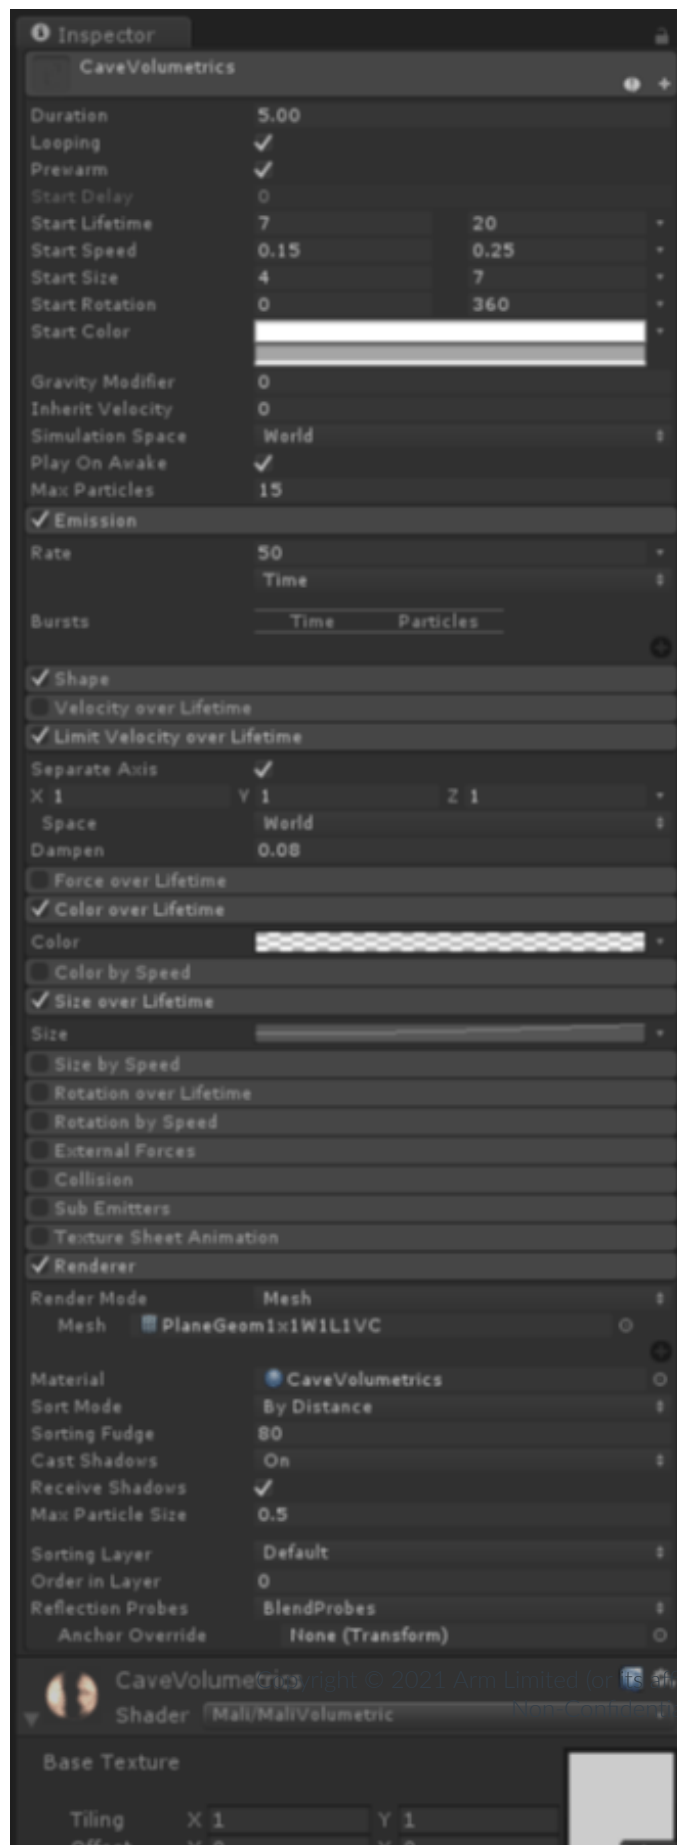 Inspector
CaveVolumetrics
Duration 5.00
Looping
Prewarm
Start Delay 0
Start Lifetime 7 20
Start Speed 0.15 0.25
Start Size 4 7
Start Rotation 0 360
Start Color
Gravity Modifier 0
Inherit Velocity 0
Simulation Space World
Play On Awake
Max Particles 15
Emission
Rate 50
Time
Bursts Time Particles
Shape
Velocity over Lifetime
Limit Velocity over Lifetime
Separate Axis
X 1 Y 1 Z 1
Space World
Dampen 0.08
Force over Lifetime
Color over Lifetime
Color
Color by Speed
Size over Lifetime
Size
Size by Speed
Rotation over Lifetime
Rotation by Speed
External Forces
Collision
Sub Emitters
Texture Sheet Animation
Renderer
Render Mode Mesh
Mesh PlaneGeom1x1W1L1VC
Material CaveVolumetrics
Sort Mode By Distance
Sorting Fudge 80
Cast Shadows On
Receive Shadows
Max Particle Size 0.5
Sorting Layer Default
Order in Layer 0
Reflection Probes BlendProbes
Anchor Override None (Transform)
CaveVolumetrics Copyright © 2021 Arm Limited (or its
Shader Mali/MaliVolumetric
Base Texture
Tiling X 1 Y 1